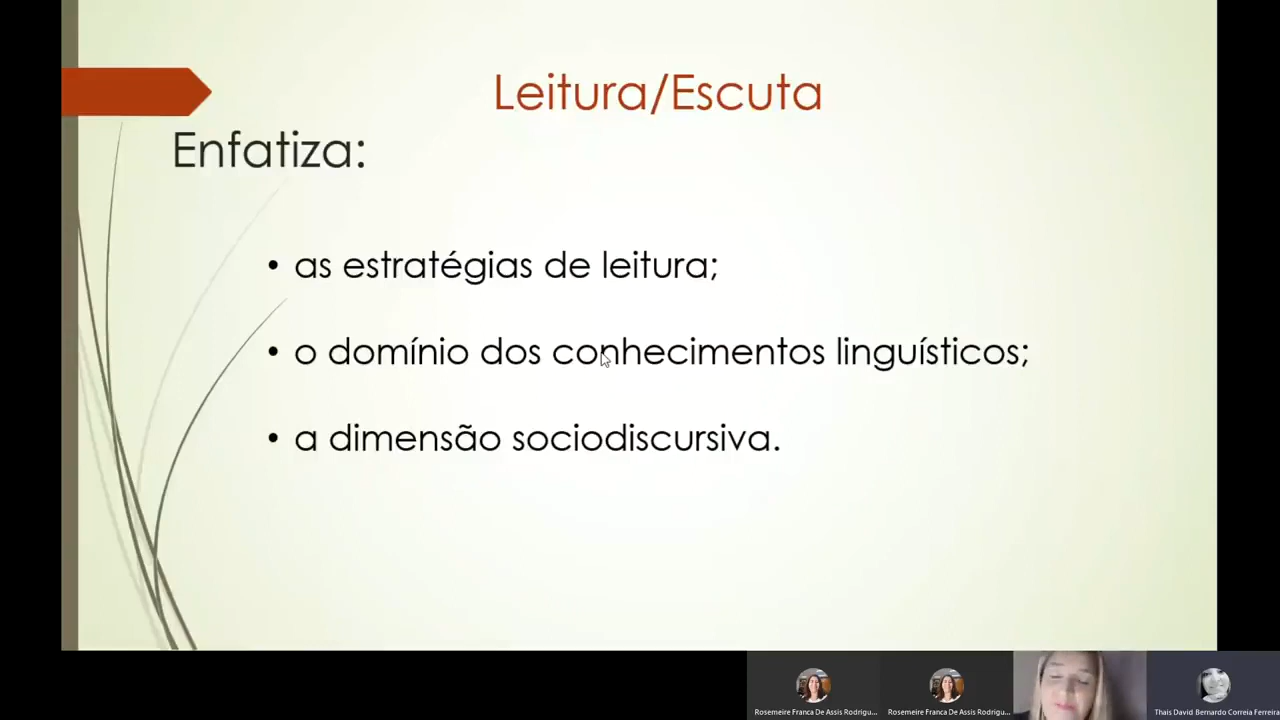 Leitura/Escuta
Enfatiza:
• as estratégias de leitura;
• o domínio dos conhecimentos linguísticos;
• a dimensão sociodiscursiva.
Rosemeire Franca De Assis Rodrigu...
Rosemeire Franca De Assis Rodrigu...
Thais David Bernardo Correia Ferreira